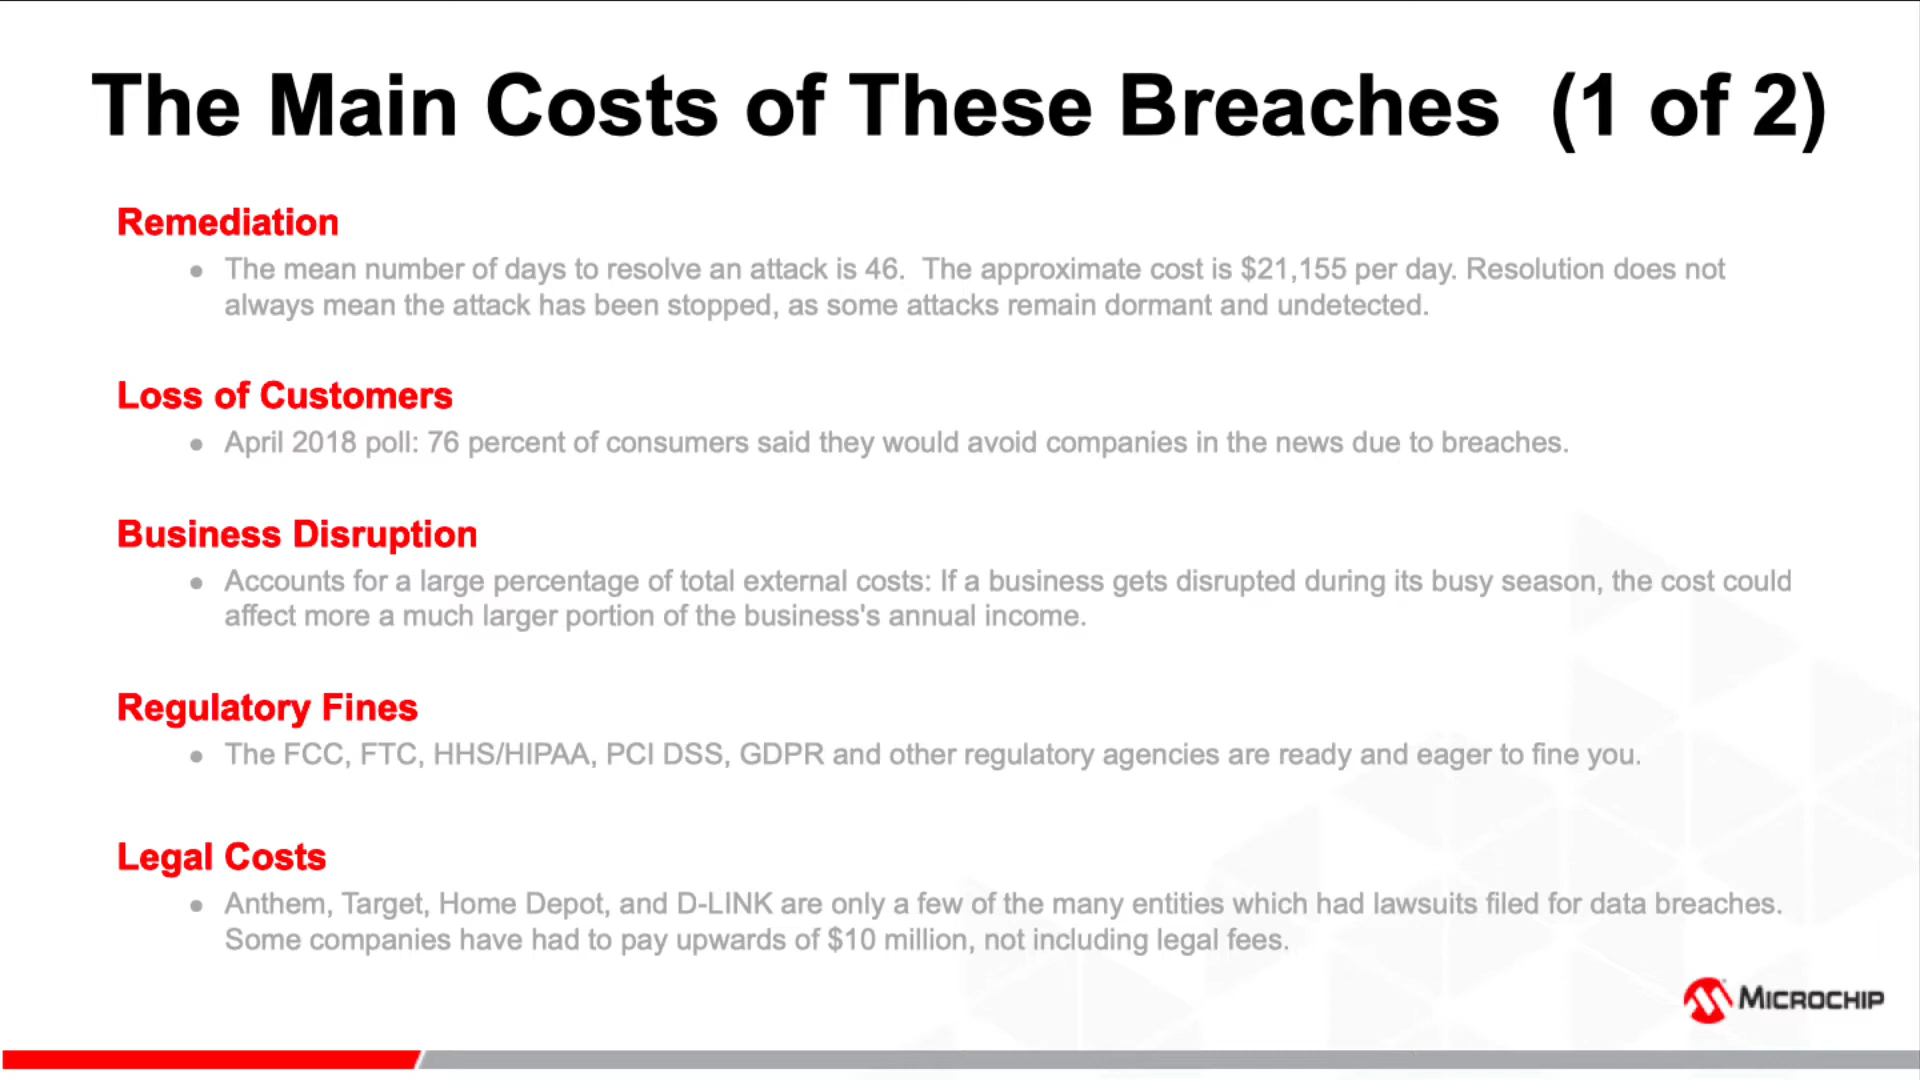 The Main Costs of These Breaches  (1 of 2)
Remediation
• The mean number of days to resolve an attack is 46.  The approximate cost is $21,155 per day. Resolution does not
always mean the attack has been stopped, as some attacks remain dormant and undetected.
Loss of Customers
• April 2018 poll: 76 percent of consumers said they would avoid companies in the news due to breaches.
Business Disruption
• Accounts for a large percentage of total external costs: If a business gets disrupted during its busy season, the cost could
affect more a much larger portion of the business's annual income.
Regulatory Fines
• The FCC, FTC, HHS/HIPAA, PCI DSS, GDPR and other regulatory agencies are ready and eager to fine you.
Legal Costs
• Anthem, Target, Home Depot, and D-LINK are only a few of the many entities which had lawsuits filed for data breaches.
Some companies have had to pay upwards of $10 million, not including legal fees.
MICROCHIP